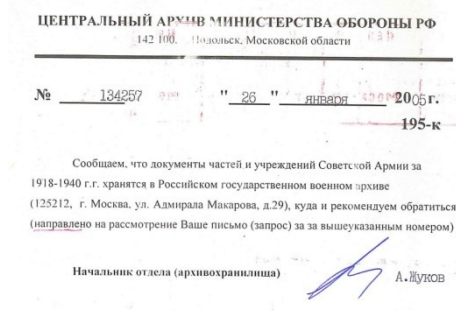 ЦЕНТРАЛЬНЫЙ АРХИВ МИНИСТЕРСТВА ОБОРОНЫ РФ
142 100. Подольск, Московской области
№ 134257 " 26 " января 2005 г.
195-к
Сообщаем, что документы частей и учреждений Советской Армии за
1918-1940 г.г. хранятся в Российском государственном военном архиве
(125212, г. Москва, ул. Адмирала Макарова, д.29), куда и рекомендуем обратиться
(направлено на рассмотрение Ваше письмо (запрос) за за вышеуказанным номером)
Начальник отдела (архивохранилища) А.Жуков